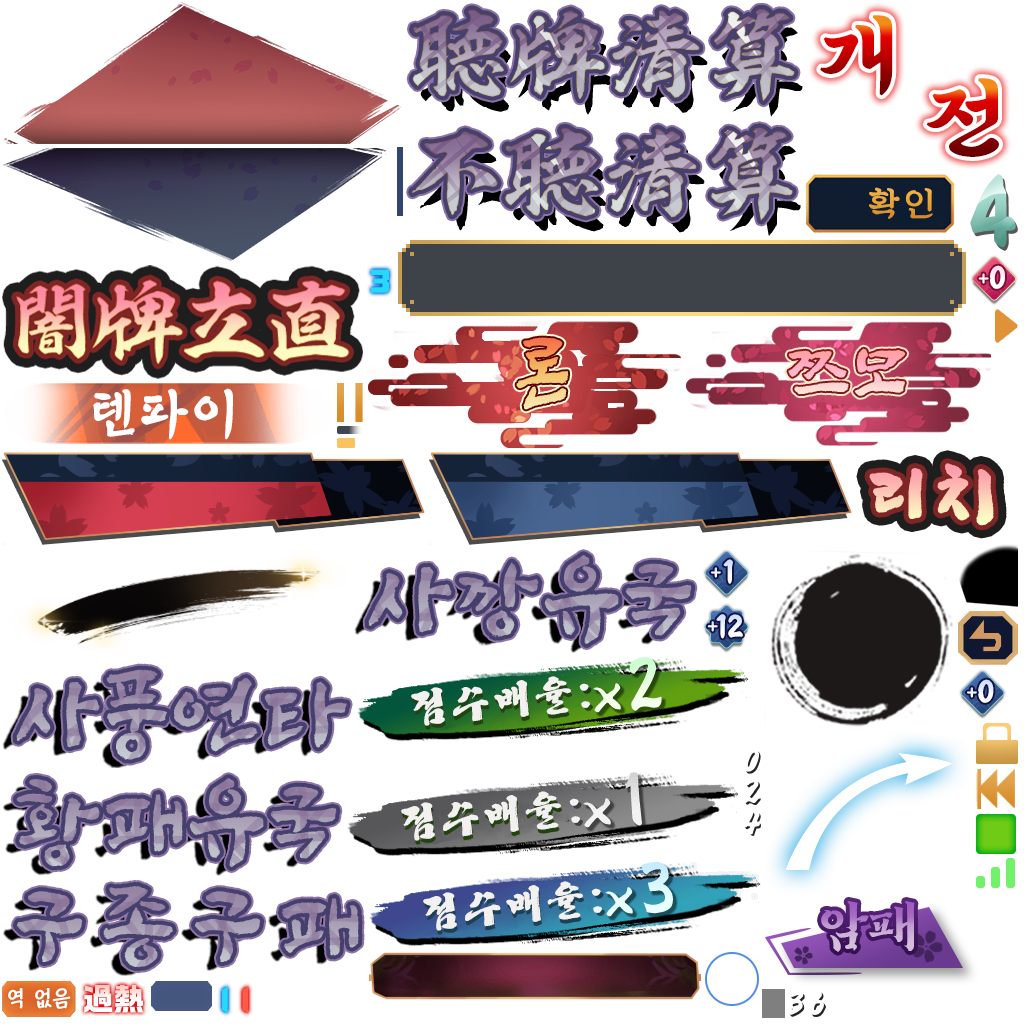 聽牌清算
개
전
不聽清算
확인
4
3
+0
闇牌立直
론
쯔모
텐파이
리치
사깡유국
+1
+12
+0
사풍연타
점수배율:x2
황패유국
점수배율:x1
0
2
4
구종구패
점수배율:x3
암패
역 없음
過熱
36